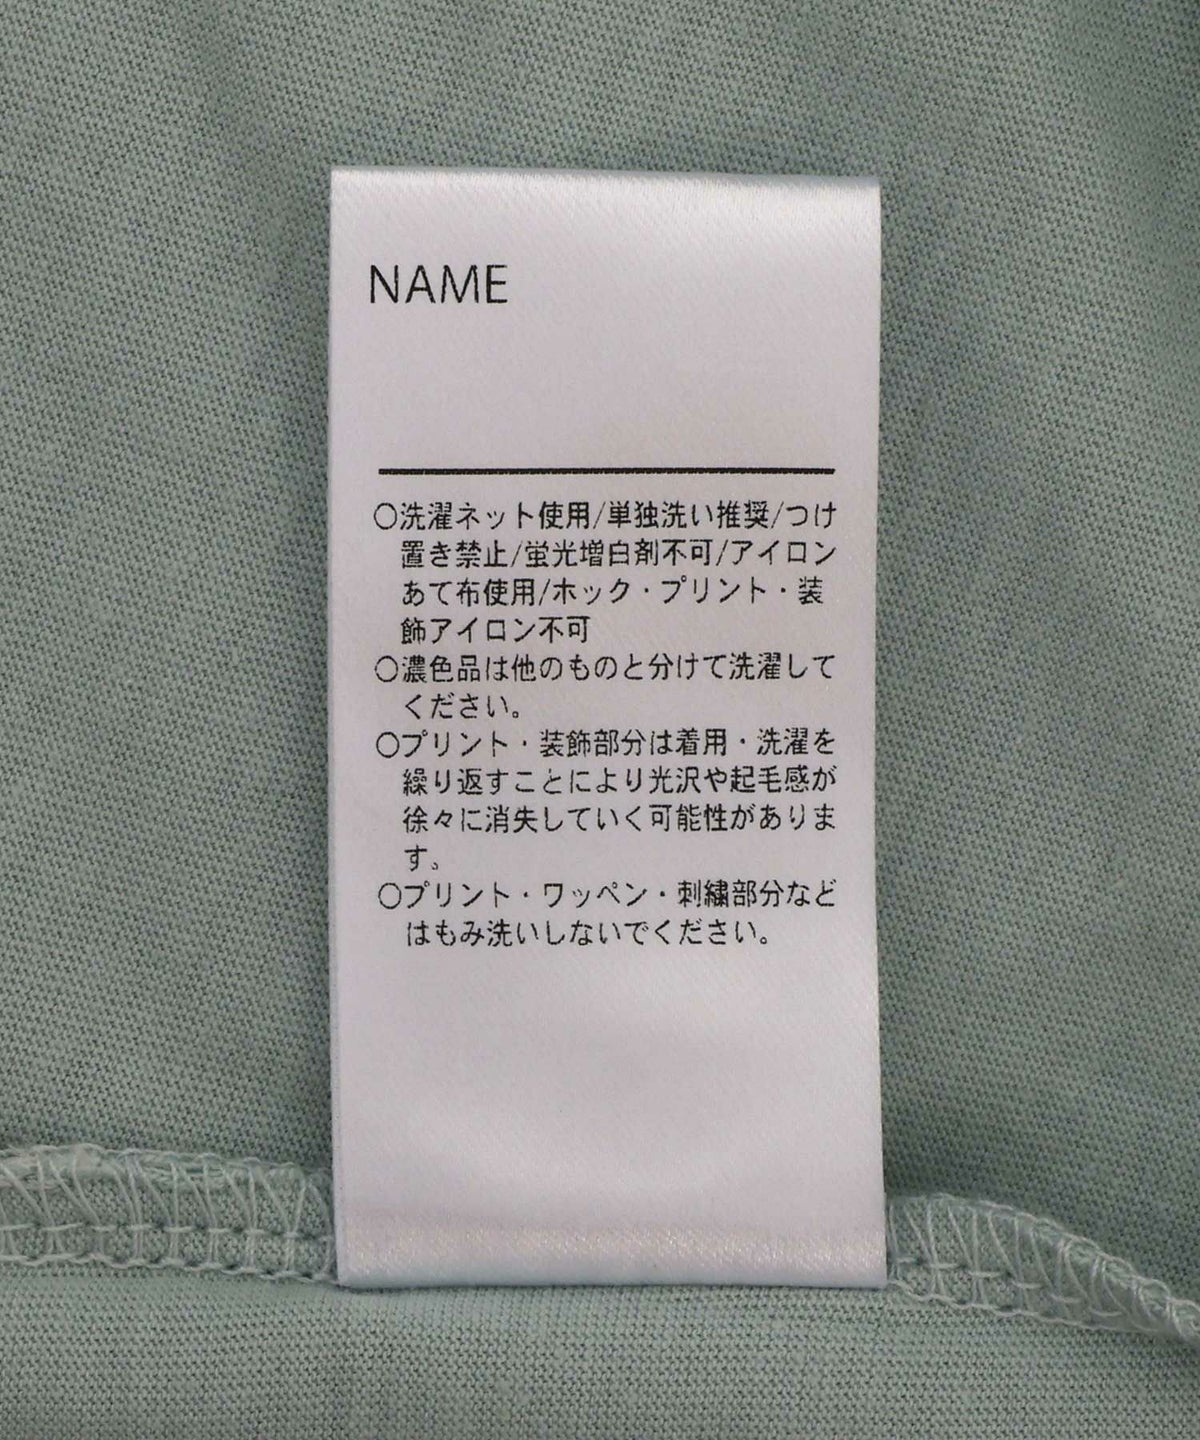 NAME
○洗濯ネット使用/単独洗い推奨/つけ
置き禁止/蛍光増白剤不可/アイロン
あて布使用/ホック・プリント・装
飾アイロン不可
○濃色品は他のものと分けて洗濯して
ください。
○プリント・装飾部分は着用・洗濯を
繰り返すことにより光沢や起毛感が
徐々に消失していく可能性がありま
す。
○プリント・ワッペン・刺繍部分など
はもみ洗いしないでください。